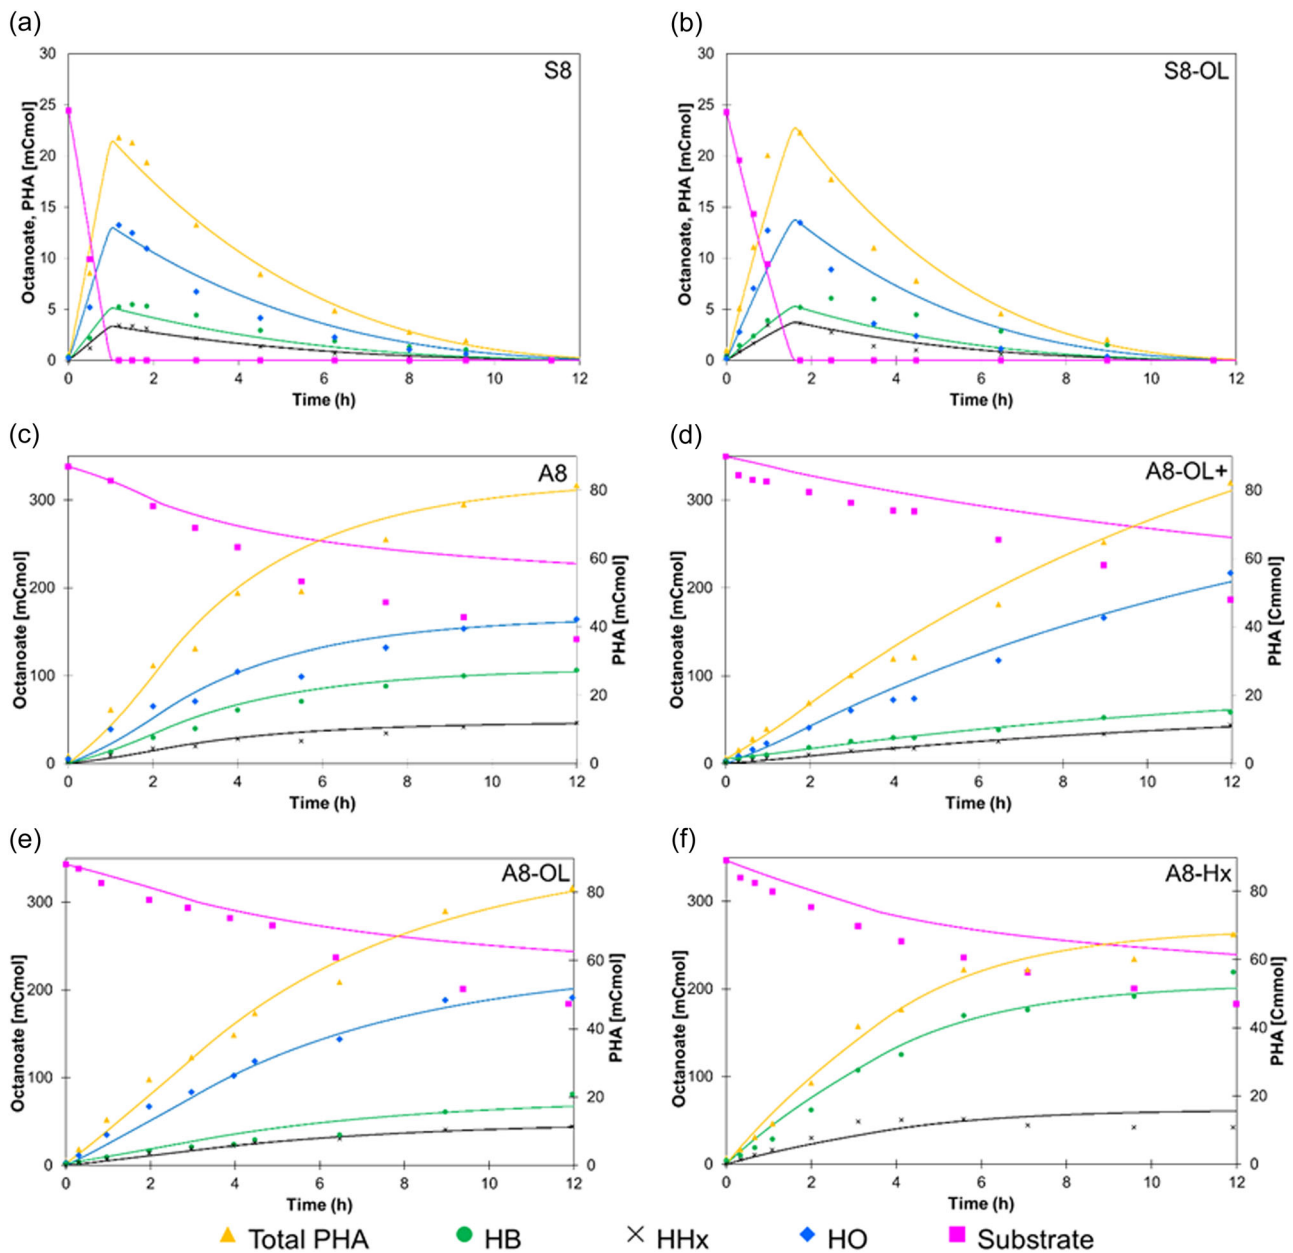 (a)
S8
30
25
20
15
10
5
0
Octanoate, PHA [mCmol]
0 2 4 6 8 10 12
Time (h)
(b)
S8-OL
30
25
20
15
10
5
0
Octanoate, PHA [mCmol]
0 2 4 6 8 10 12
Time (h)
(c)
A8
300
200
100
0
Octanoate [mCmol]
80
60
40
20
0
PHA [mCmol]
0 2 4 6 8 10 12
Time (h)
(d)
A8-OL+
300
200
100
0
Octanoate [mCmol]
80
60
40
20
0
PHA [Cmmol]
0 2 4 6 8 10 12
Time (h)
(e)
A8-OL
300
200
100
0
Octanoate [mCmol]
80
60
40
20
0
PHA [mCmol]
0 2 4 6 8 10 12
Time (h)
(f)
A8-Hx
300
200
100
0
Octanoate [mCmol]
80
60
40
20
0
PHA [Cmmol]
0 2 4 6 8 10 12
Time (h)
Total PHA HB HHx HO Substrate